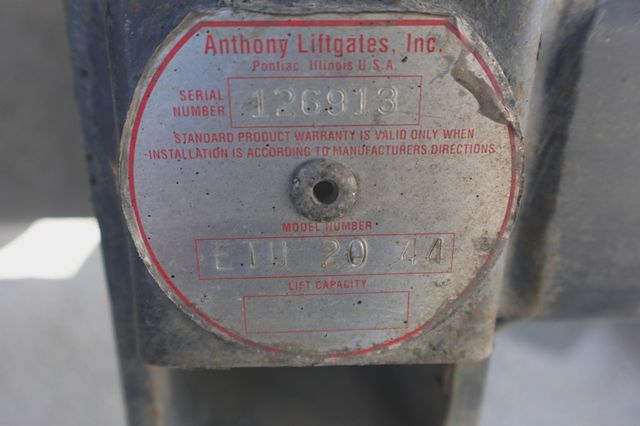 Anthony Liftgates, Inc.
Pontiac, Illinois U.S.A.
SERIAL NUMBER 126913
STANDARD PRODUCT WARRANTY IS VALID ONLY WHEN
INSTALLATION IS ACCORDING TO MANUFACTURERS DIRECTIONS
MODEL NUMBER
20 44
LIFT CAPACITY